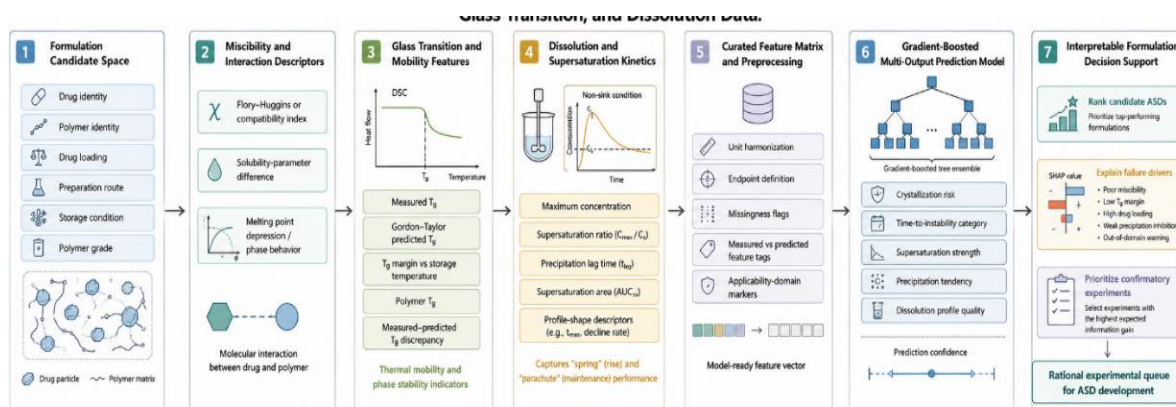 Glass Transition, and Dissolution Data.
1
Formulation
Candidate Space
Drug identity
Polymer identity
Drug loading
Preparation route
Storage condition
Polymer grade
Drug particle
Polymer matrix
2
Miscibility and
Interaction Descriptors
χ
Flory–Huggins or
compatibility index
Solubility-parameter
difference
Melting point
depression /
phase behavior
Molecular interaction
between drug and polymer
3
Glass Transition and
Mobility Features
DSC
Heat flow
Tg
Temperature
Measured Tg
Gordon–Taylor
predicted Tg
Tg margin vs storage
temperature
Polymer Tg
Measured–predicted
Tg discrepancy
Thermal mobility and
phase stability indicators
4
Dissolution and
Supersaturation Kinetics
Non-sink condition
Concentration
Time
Maximum concentration
Supersaturation ratio (Cmax / Cs)
Precipitation lag time (tlag)
Supersaturation area (AUCss)
Profile-shape descriptors
(e.g., tmax, decline rate)
Captures "spring" (rise) and
"parachute" (maintenance) performance
5
Curated Feature Matrix
and Preprocessing
Unit harmonization
Endpoint definition
Missingness flags
Measured vs predicted
feature tags
Applicability-domain
markers
Model-ready feature vector
6
Gradient-Boosted
Multi-Output Prediction Model
...
Gradient-boosted tree ensemble
Crystallization risk
Time-to-instability category
Supersaturation strength
Precipitation tendency
Dissolution profile quality
Prediction confidence
7
Interpretable Formulation
Decision Support
Rank candidate ASDs
Prioritize top-performing
formulations
SHAP value
- +
- +
Explain failure drivers
• Poor miscibility
• Low Tg margin
• High drug loading
• Weak precipitation inhibition
• Out-of-domain warning
Prioritize confirmatory
experiments
Select experiments with
the highest expected
information gain
Rational experimental queue
for ASD development